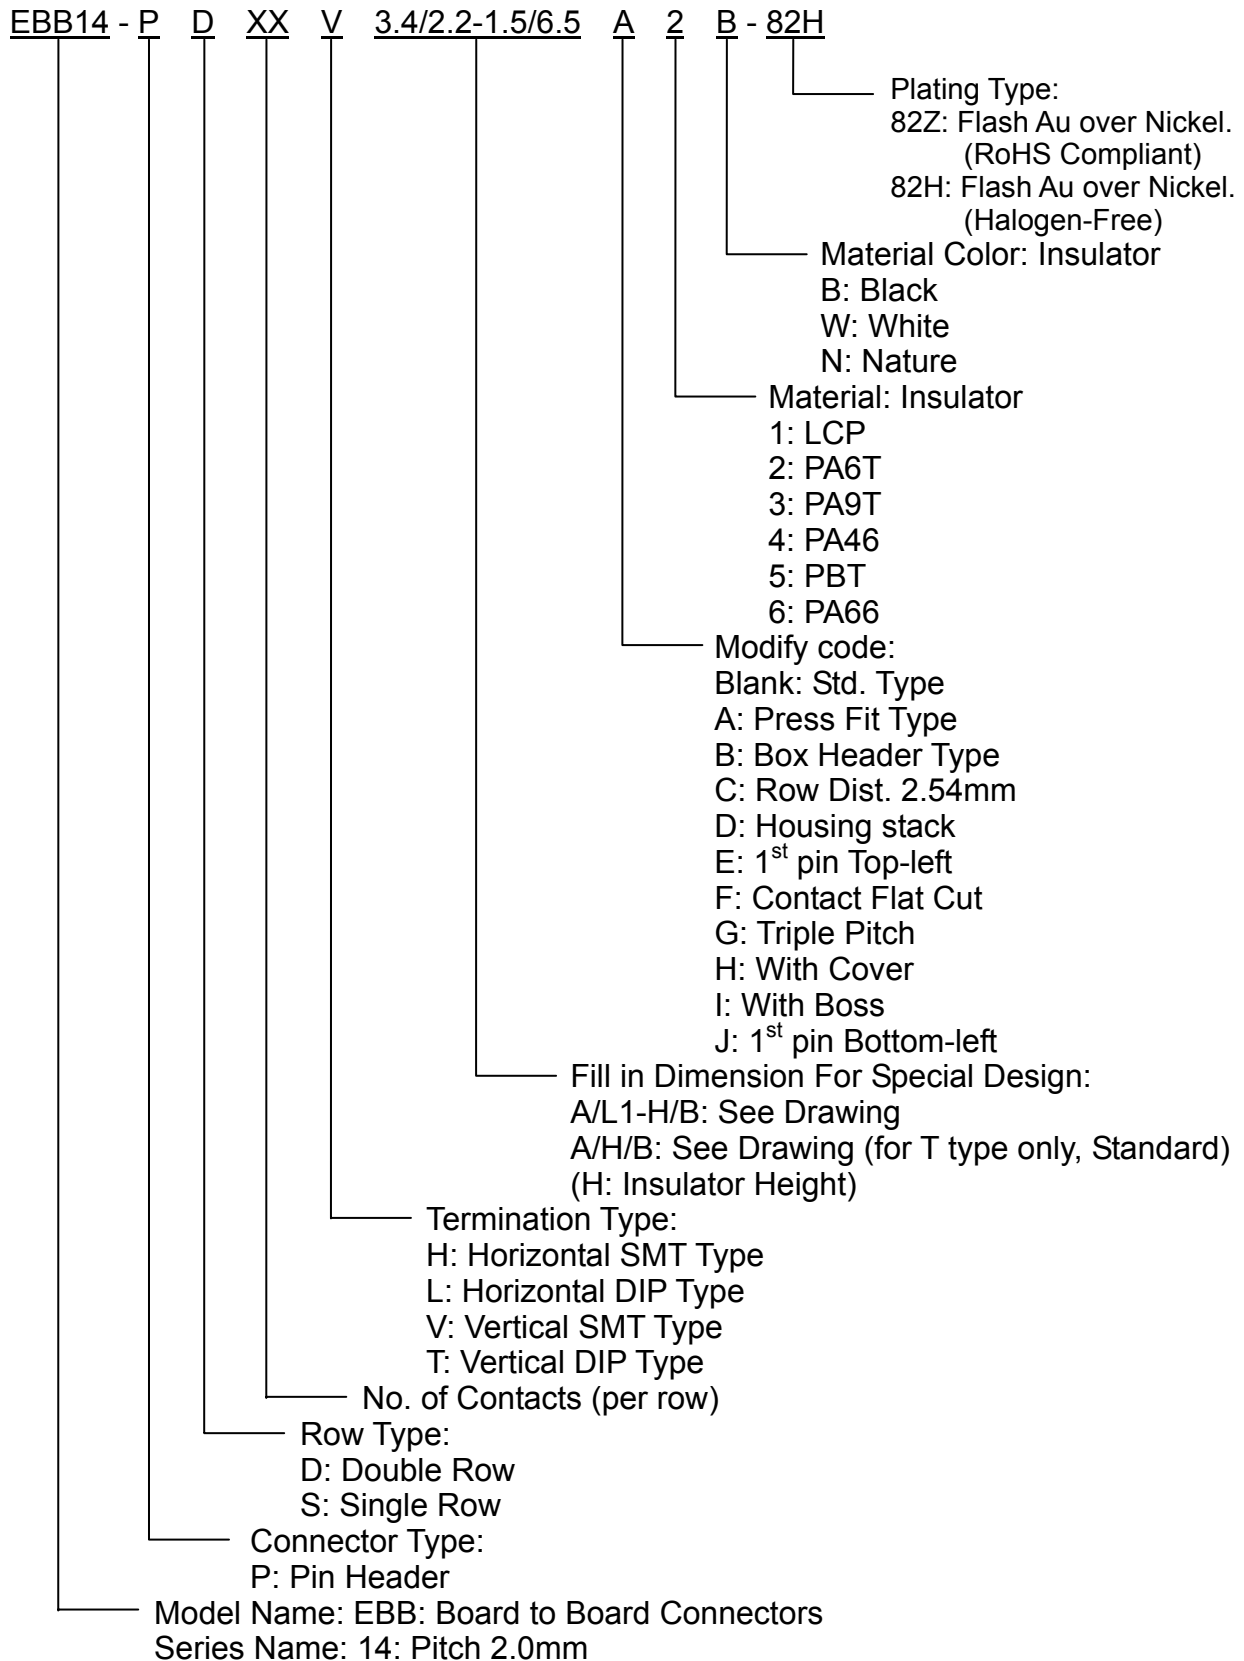 EBB14 - P D XX V 3.4/2.2-1.5/6.5 A 2 B - 82H
Plating Type:
82Z: Flash Au over Nickel.
(RoHS Compliant)
82H: Flash Au over Nickel.
(Halogen-Free)
Material Color: Insulator
B: Black
W: White
N: Nature
Material: Insulator
1: LCP
2: PA6T
3: PA9T
4: PA46
5: PBT
6: PA66
Modify code:
Blank: Std. Type
A: Press Fit Type
B: Box Header Type
C: Row Dist. 2.54mm
D: Housing stack
E: 1st pin Top-left
F: Contact Flat Cut
G: Triple Pitch
H: With Cover
I: With Boss
J: 1st pin Bottom-left
Fill in Dimension For Special Design:
A/L1-H/B: See Drawing
A/H/B: See Drawing (for T type only, Standard)
(H: Insulator Height)
Termination Type:
H: Horizontal SMT Type
L: Horizontal DIP Type
V: Vertical SMT Type
T: Vertical DIP Type
No. of Contacts (per row)
Row Type:
D: Double Row
S: Single Row
Connector Type:
P: Pin Header
Model Name: EBB: Board to Board Connectors
Series Name: 14: Pitch 2.0mm